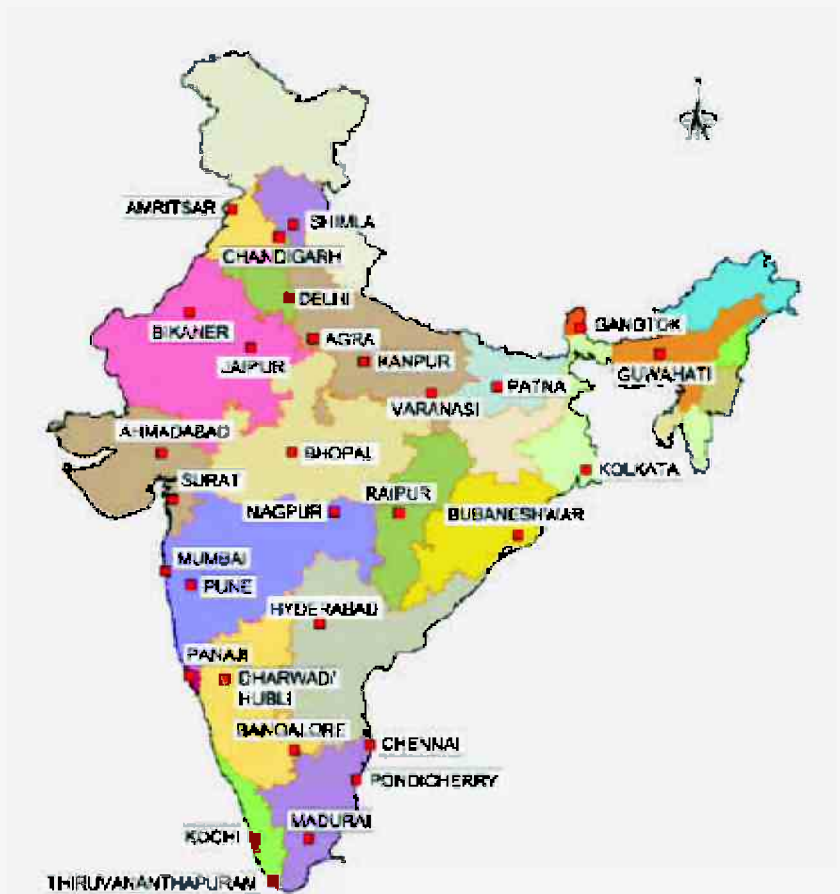 AMRITSAR
SHIMLA
CHANDIGARH
DELHI
BIKANER
AGRA
GANGTOK
JAIPUR
KANPUR
GUWAHATI
PATNA
VARANASI
AHMADABAD
BHOPAL
KOLKATA
SURAT
RAIPUR
NAGPUR
BUBANESHWAR
MUMBAI
PUNE
HYDERABAD
PANAJI
DHARWAD/
HUBLI
BANGALORE
CHENNAI
PONDICHERRY
KOCHI
MADURAI
THIRUVANANTHAPURAM